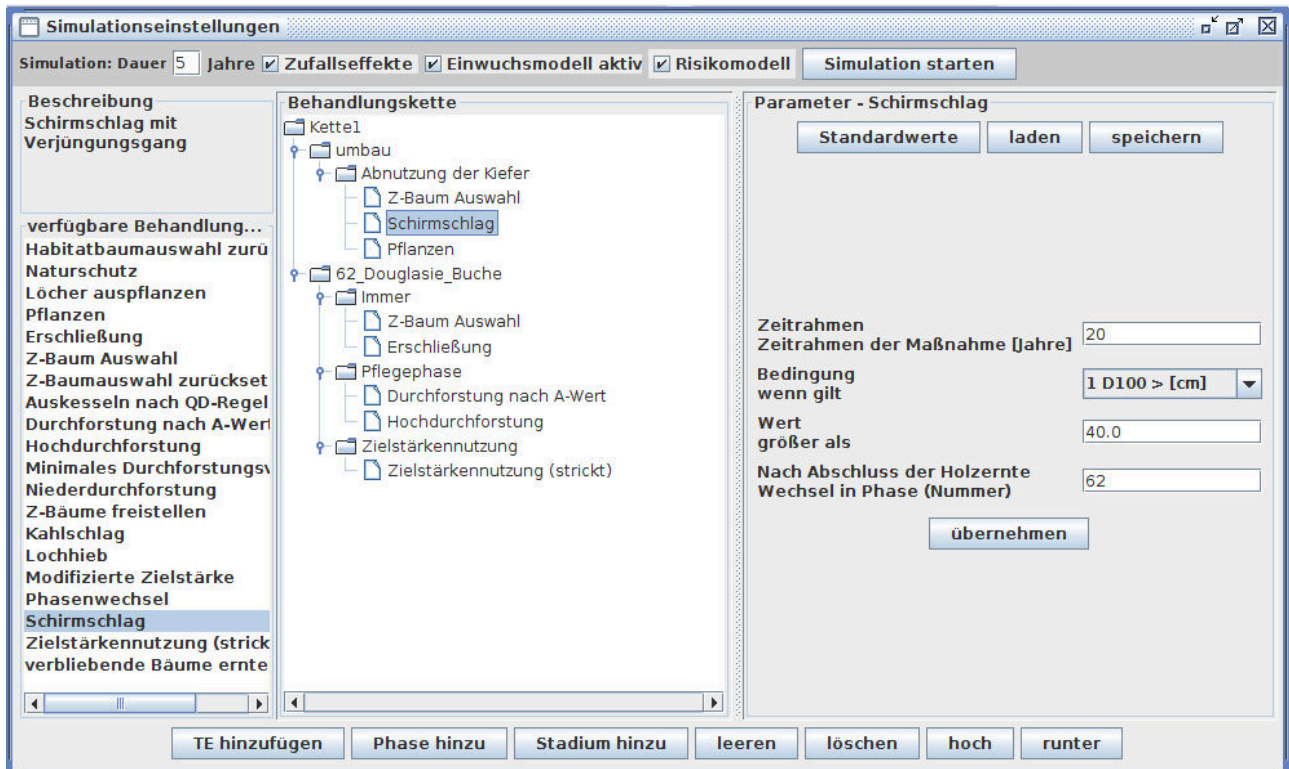 Simulationseinstellungen
Simulation: Dauer 5 Jahre Zufallseffekte Einwuchsmodell aktiv Risikomodell Simulation starten
Beschreibung
Schirmschlag mit
Verjüngungsgang
verfügbare Behandlung...
Habitatbaumauswahl zurü
Naturschutz
Löcher auspflanzen
Pflanzen
Erschließung
Z-Baum Auswahl
Z-Baumauswahl zurückset
Auskesseln nach QD-Regel
Durchforstung nach A-Wert
Hochdurchforstung
Minimales Durchforstungsv
Niederdurchforstung
Z-Bäume freistellen
Kahlschlag
Lochhieb
Modifizierte Zielstärke
Phasenwechsel
Schirmschlag
Zielstärkennutzung (strick
verbliebende Bäume ernte
Behandlungskette
Kette1
umbau
Abnutzung der Kiefer
Z-Baum Auswahl
Schirmschlag
Pflanzen
62_Douglasie_Buche
Immer
Z-Baum Auswahl
Erschließung
Pflegephase
Durchforstung nach A-Wert
Hochdurchforstung
Zielstärkennutzung
Zielstärkennutzung (strickt)
Parameter - Schirmschlag
Standardwerte laden speichern
Zeitrahmen
Zeitrahmen der Maßnahme [Jahre] 20
Bedingung
wenn gilt 1 D100 > [cm]
Wert
größer als 40.0
Nach Abschluss der Holzernte
Wechsel in Phase (Nummer) 62
übernehmen
TE hinzufügen Phase hinzu Stadium hinzu leeren löschen hoch runter